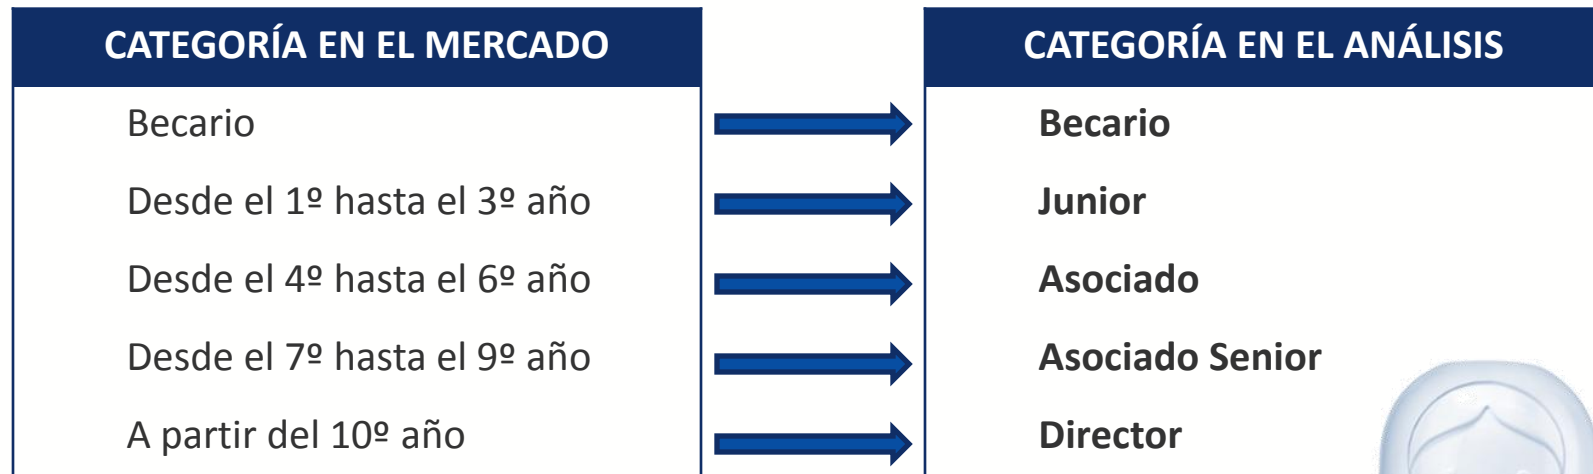 CATEGORÍA EN EL MERCADO
CATEGORÍA EN EL ANÁLISIS
Becario
Becario
Desde el 1º hasta el 3º año
Junior
Desde el 4º hasta el 6º año
Asociado
Desde el 7º hasta el 9º año
Asociado Senior
A partir del 10º año
Director